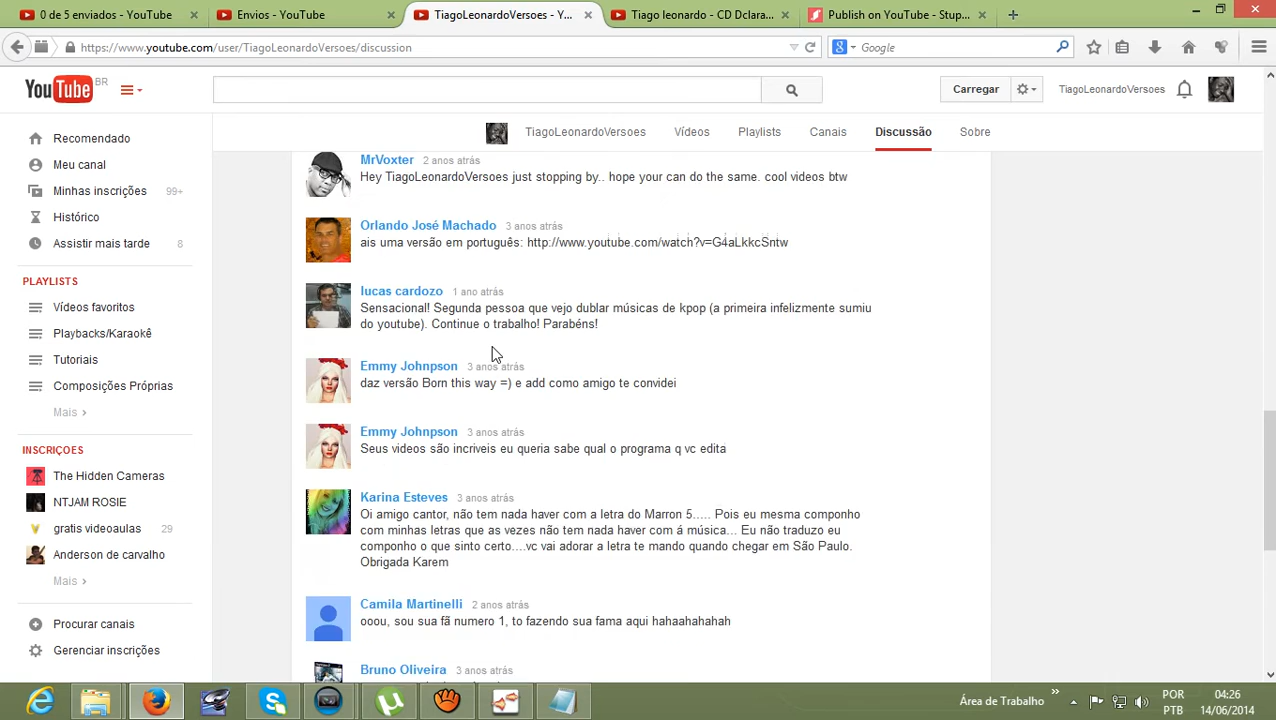 0 de 5 enviados - YouTube
Envios - YouTube
TiagoLeonardoVersoes - Y...
Tiago leonardo - CD Dclara...
Publish on YouTube - Stup...
https://www.youtube.com/user/TiagoLeonardoVersoes/discussion
Google
YouTube BR
Carregar
TiagoLeonardoVersoes
TiagoLeonardoVersoes Vídeos Playlists Canais Discussão Sobre
Recomendado
Meu canal
Minhas inscrições 99+
Histórico
Assistir mais tarde 8
PLAYLISTS
Vídeos favoritos
Playbacks/Karaokê
Tutoriais
Composições Próprias
Mais
INSCRIÇOES
The Hidden Cameras
NTJAM ROSIE
gratis videoaulas 29
Anderson de carvalho
Mais
Procurar canais
Gerenciar inscrições
MrVoxter 2 anos atrás
Hey TiagoLeonardoVersoes just stopping by.. hope your can do the same. cool videos btw
Orlando José Machado 3 anos atrás
ais uma versão em português: http://www.youtube.com/watch?v=G4aLkkcSntw
lucas cardozo 1 ano atrás
Sensacional! Segunda pessoa que vejo dublar músicas de kpop (a primeira infelizmente sumiu
do youtube). Continue o trabalho! Parabéns!
Emmy Johnpson 3 anos atrás
daz versão Born this way =) e add como amigo te convidei
Emmy Johnpson 3 anos atrás
Seus videos são incriveis eu queria sabe qual o programa q vc edita
Karina Esteves 3 anos atrás
Oi amigo cantor, não tem nada haver com a letra do Marron 5..... Pois eu mesma componho
com minhas letras que as vezes não tem nada haver com á música... Eu não traduzo eu
componho o que sinto certo....vc vai adorar a letra te mando quando chegar em São Paulo.
Obrigada Karem
Camila Martinelli 2 anos atrás
ooou, sou sua fã numero 1, to fazendo sua fama aqui hahaahahahah
Bruno Oliveira 3 anos atrás
Área de Trabalho
POR
PTB
04:26
14/06/2014